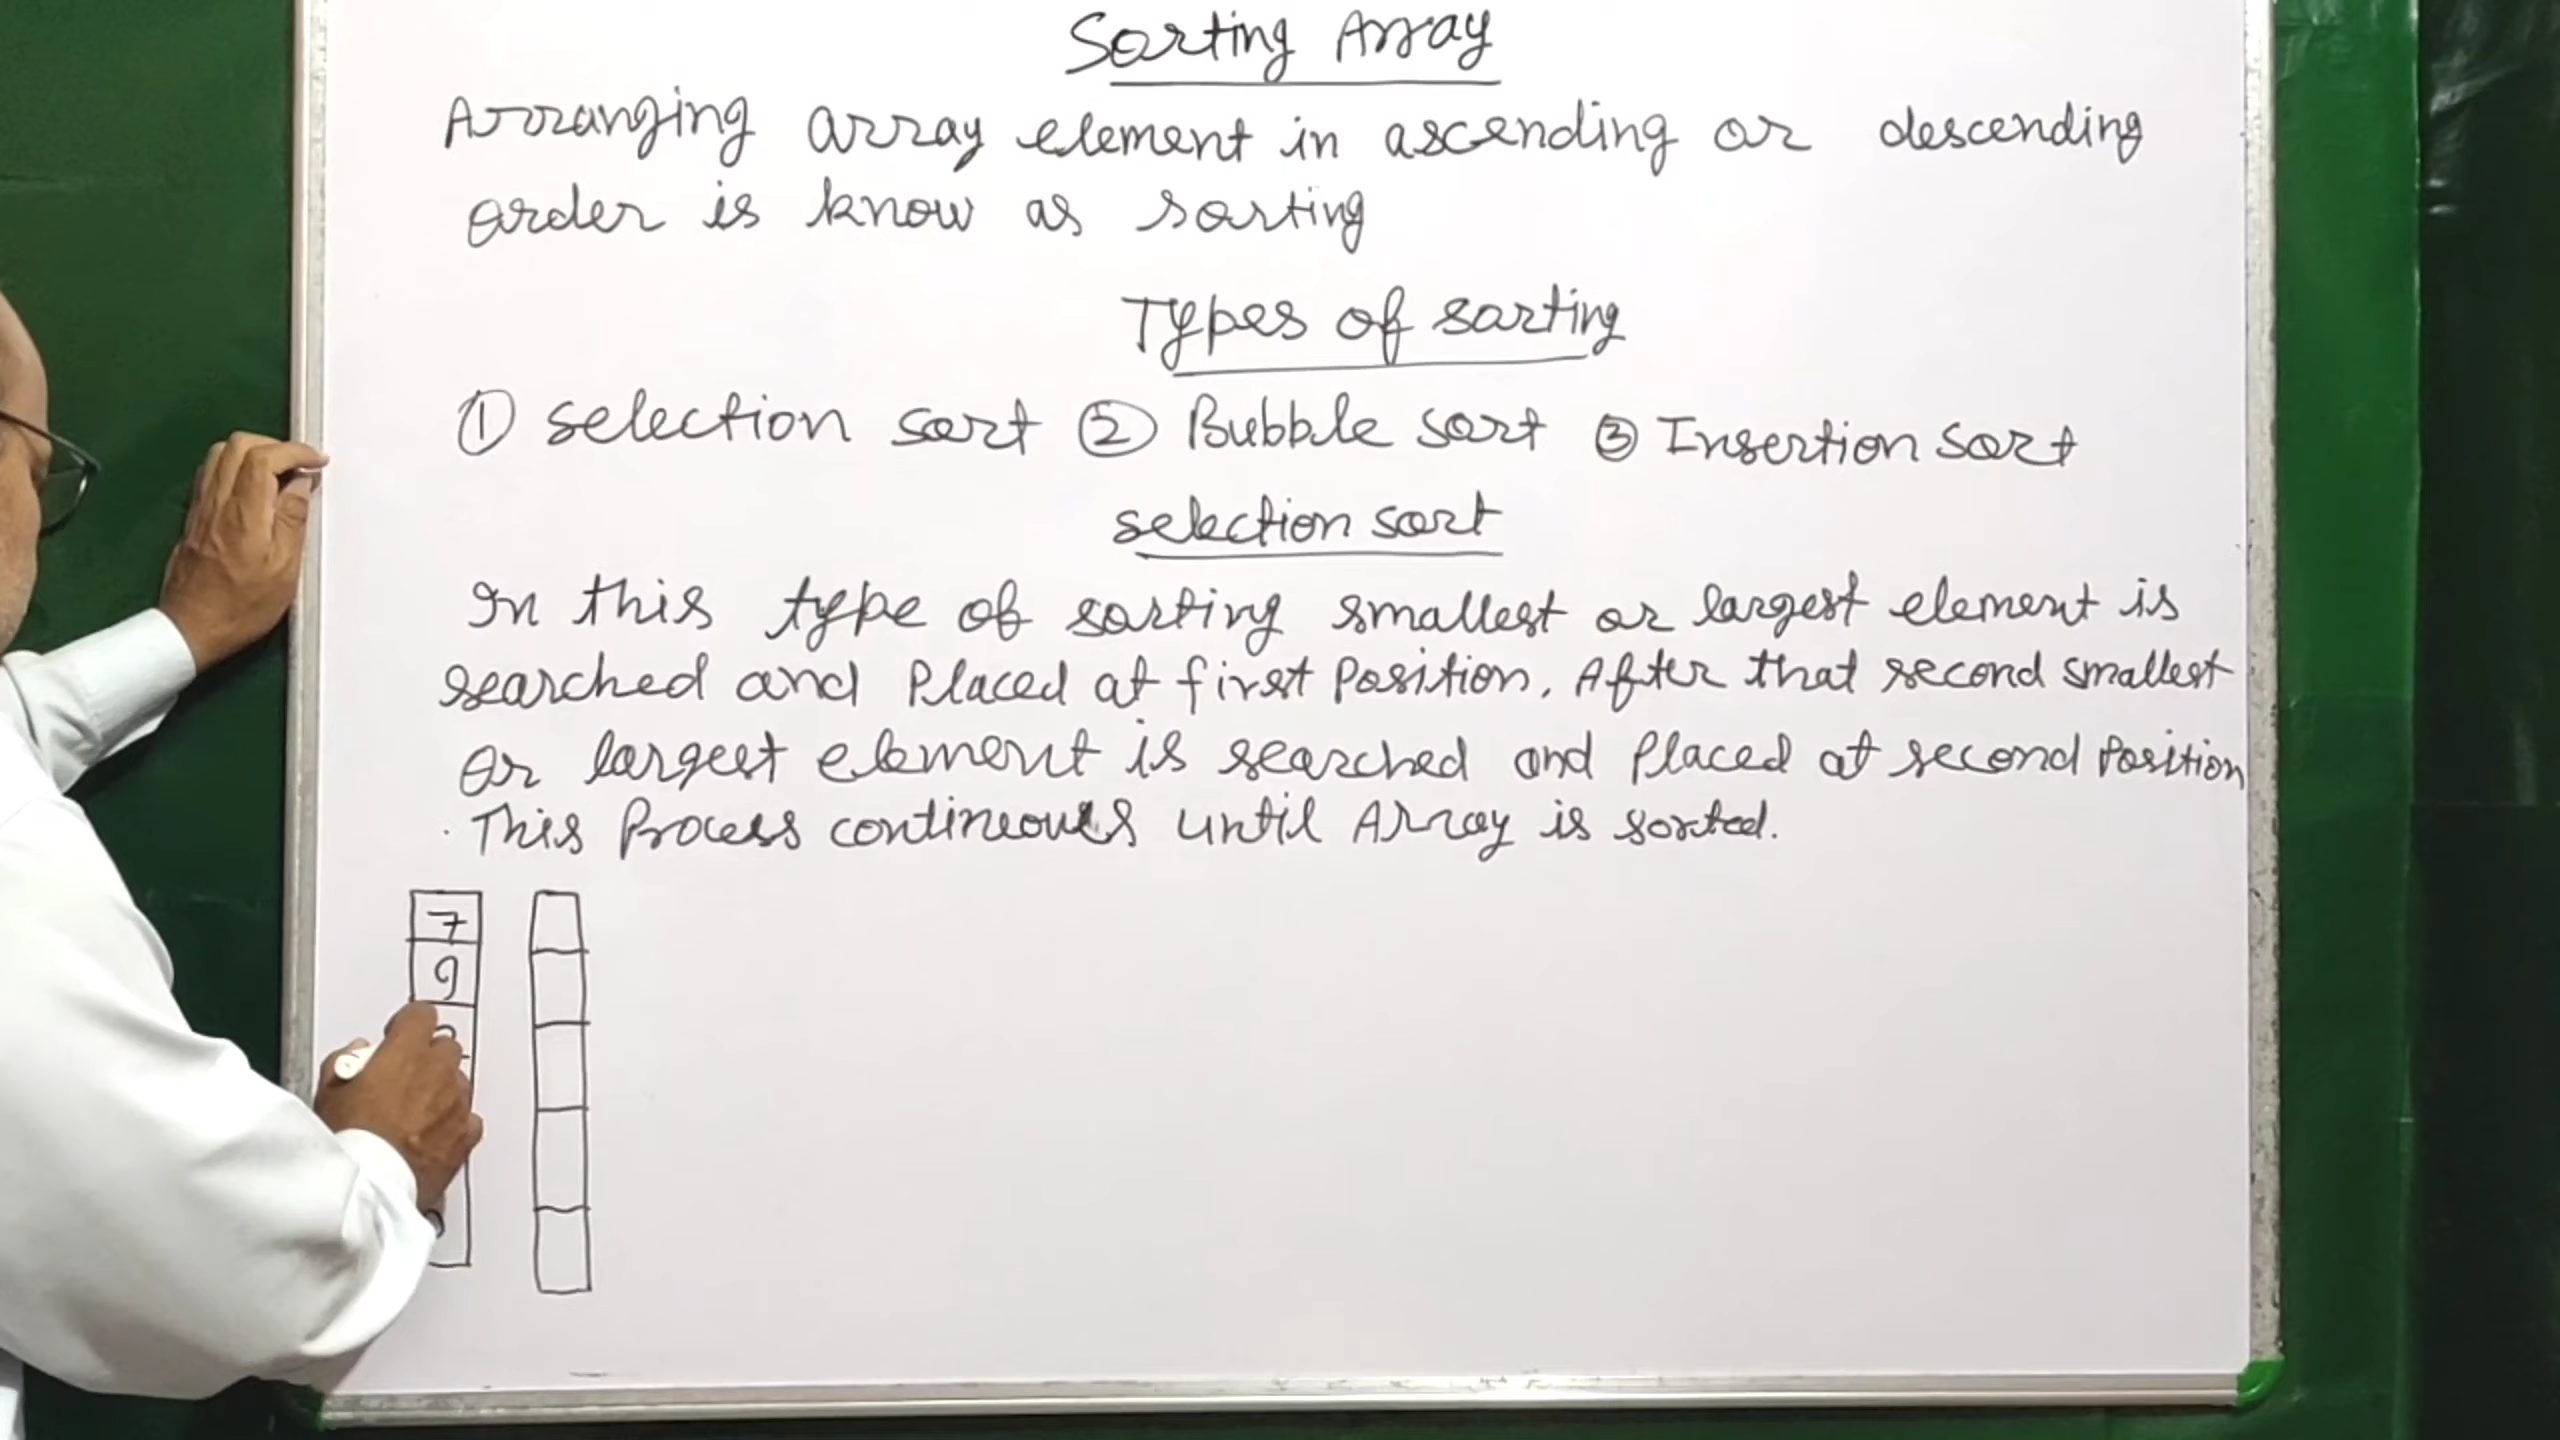 Sorting Array
Arranging array element in ascending or descending
order is know as sorting
Types of sorting
① selection sort ② Bubble sort ③ Insertion sort
selection sort
In this type of sorting smallest or largest element is
searched and Placed at first Position. After that second smallest
or largest element is searched and Placed at second Position
This Process contineous until Array is sorted.
7
9